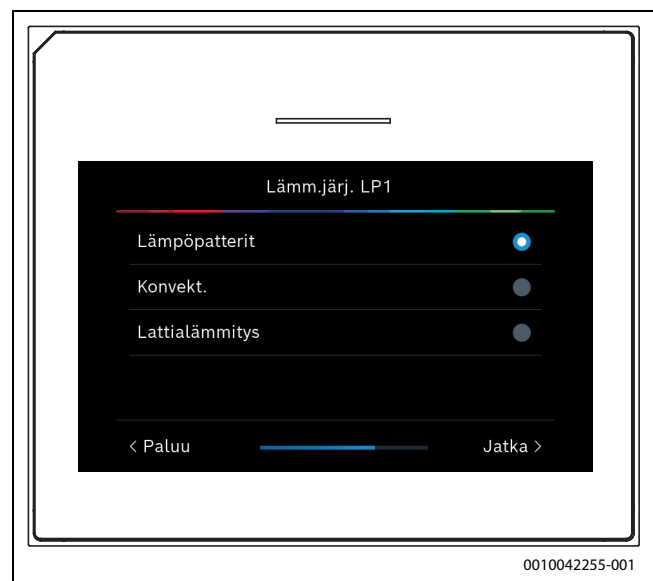 Lämm.järj. LP1
Lämpöpatterit
Konvekt.
Lattialämmitys
< Paluu
Jatka >
0010042255-001